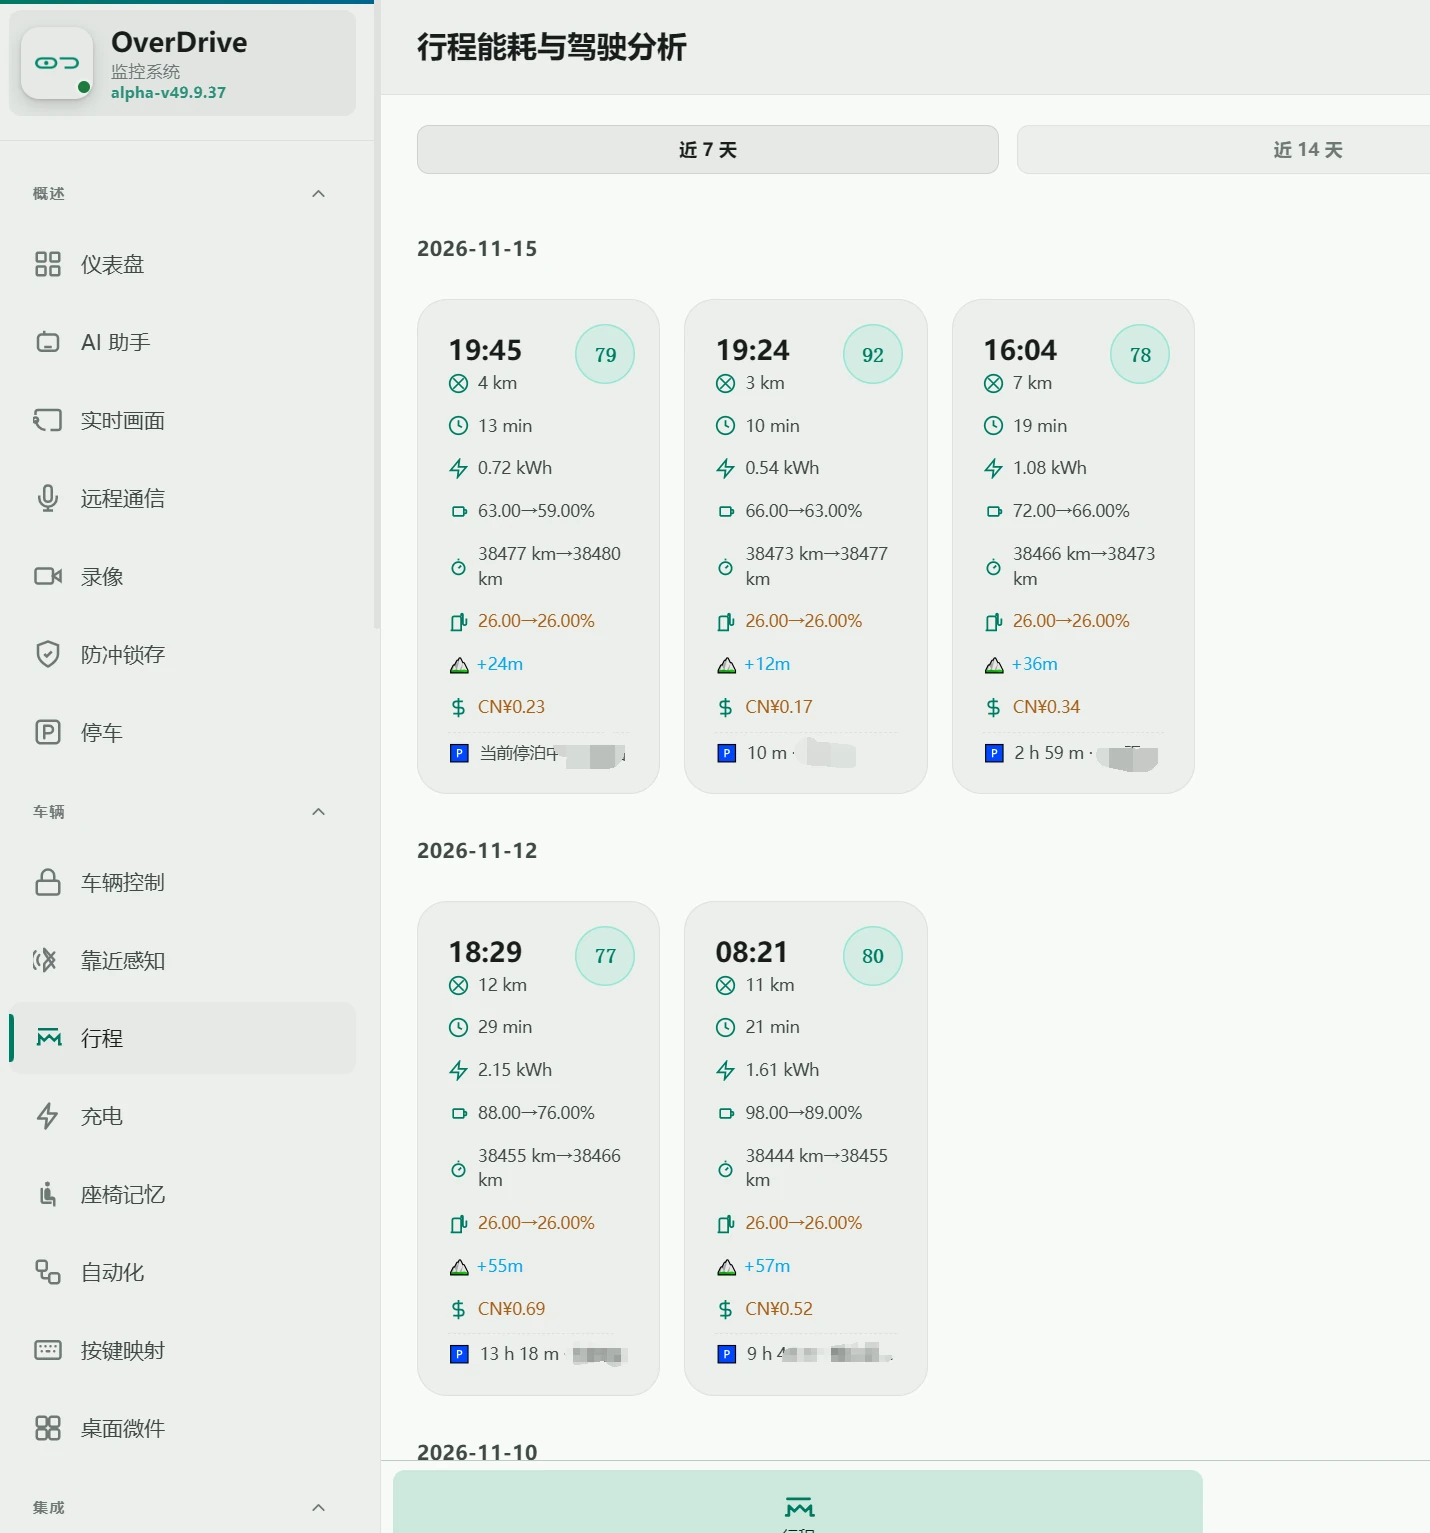 OverDrive
监控系统
alpha-v49.9.37
概述
仪表盘
AI 助手
实时画面
远程通信
录像
防冲锁存
停车
车辆
车辆控制
靠近感知
行程
充电
座椅记忆
自动化
按键映射
桌面微件
集成
行程能耗与驾驶分析
近 7 天
近 14 天
2026-11-15
19:45
79
4 km
13 min
0.72 kWh
63.00→59.00%
38477 km→38480
km
26.00→26.00%
+24m
CN¥0.23
P 当前停泊中
19:24
92
3 km
10 min
0.54 kWh
66.00→63.00%
38473 km→38477
km
26.00→26.00%
+12m
CN¥0.17
P 10 m ·
16:04
78
7 km
19 min
1.08 kWh
72.00→66.00%
38466 km→38473
km
26.00→26.00%
+36m
CN¥0.34
P 2 h 59 m ·
2026-11-12
18:29
77
12 km
29 min
2.15 kWh
88.00→76.00%
38455 km→38466
km
26.00→26.00%
+55m
CN¥0.69
P 13 h 18 m ·
08:21
80
11 km
21 min
1.61 kWh
98.00→89.00%
38444 km→38455
km
26.00→26.00%
+57m
CN¥0.52
P 9 h
2026-11-10
行程